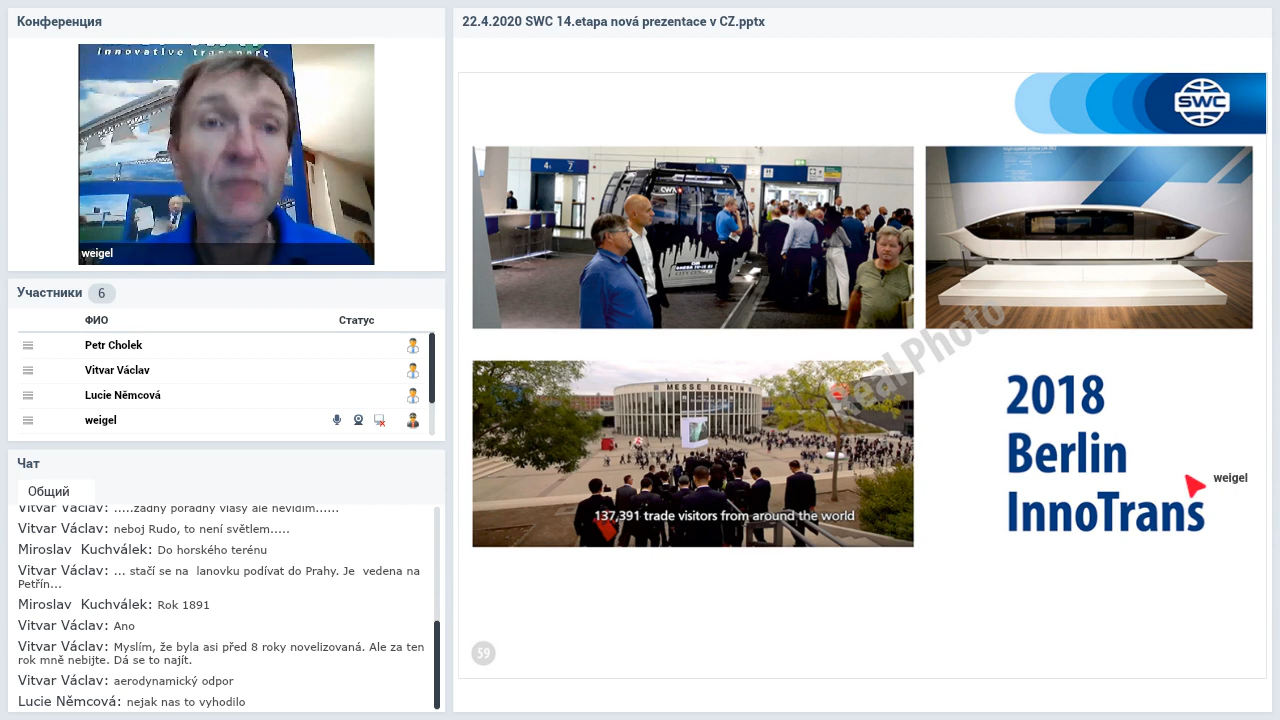 Конференция
innovative transport
weigel
Участники 6
ФИО Статус
Petr Cholek
Vitvar Václav
Lucie Němcová
weigel
Чат
Общий
Vitvar Václav: .....žádný pořádný vlasy ale nevidím......
Vitvar Václav: neboj Rudo, to není světlem.....
Miroslav Kuchválek: Do horského terénu
Vitvar Václav: ... stačí se na lanovku podívat do Prahy. Je vedena na
Petřín...
Miroslav Kuchválek: Rok 1891
Vitvar Václav: Ano
Vitvar Václav: Myslím, že byla asi před 8 roky novelizovaná. Ale za ten
rok mně nebijte. Dá se to najít.
Vitvar Václav: aerodynamický odpor
Lucie Němcová: nejak nas to vyhodilo
22.4.2020 SWC 14.etapa nová prezentace v CZ.pptx
SWC
7
CWA
MESSE BERLIN
137,391 trade visitors from around the world
Real Photo
2018
Berlin
InnoTrans
weigel
59